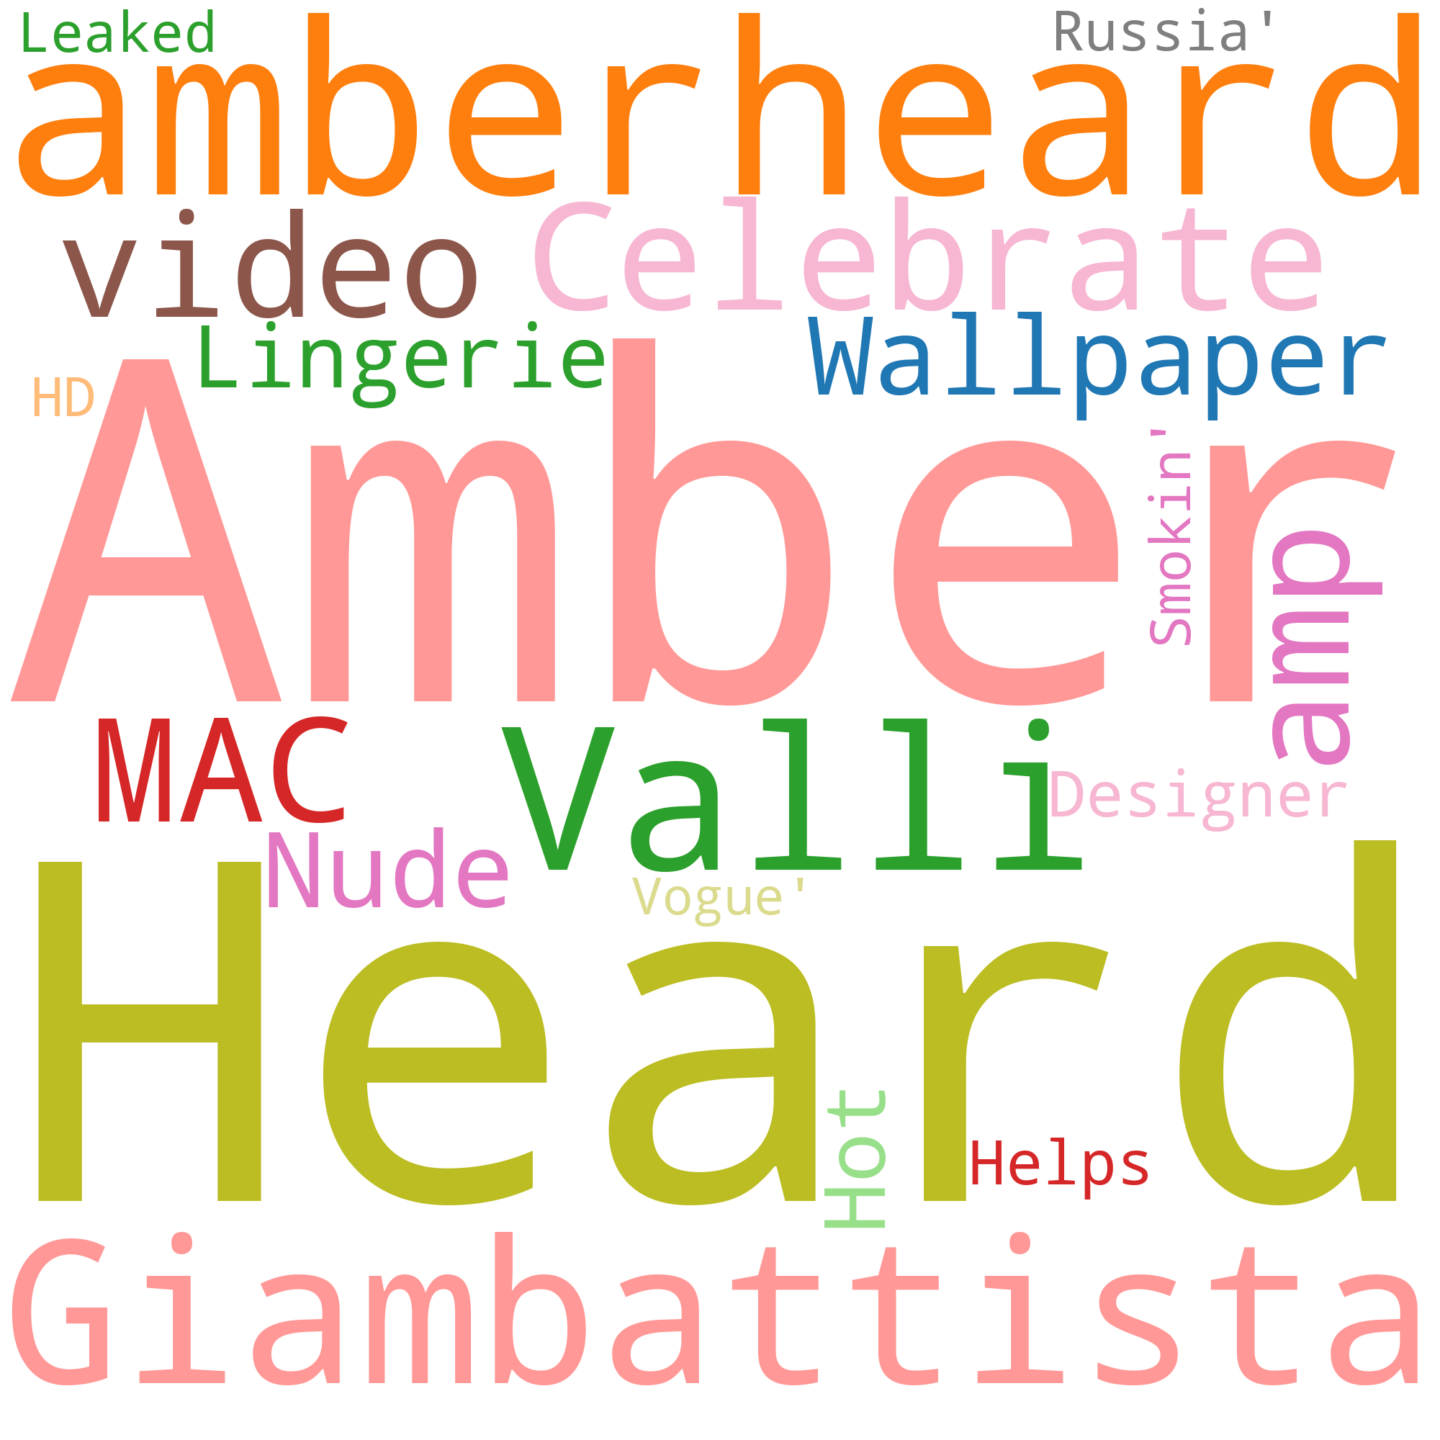 Leaked
Russia'
amberheard
video
Celebrate
Lingerie
Wallpaper
HD
Amber
Smokin'
amp
MAC
Valli
Designer
Nude
Vogue'
Heard
Hot
Helps
Giambattista